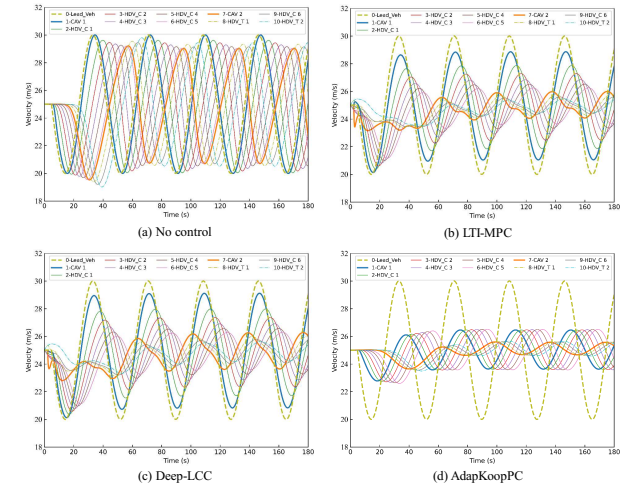 32
30
28
26
24
22
20
18
Velocity (m/s)
0-Lead_Veh 3-HDV_C 2 5-HDV_C 4 7-CAV 2 9-HDV_C 6
1-CAV 1 4-HDV_C 3 6-HDV_C 5 8-HDV_T 1 10-HDV_T 2
2-HDV_C 1
0 20 40 60 80 100 120 140 160 180
Time (s)
(a) No control
32
30
28
26
24
22
20
18
Velocity (m/s)
0-Lead_Veh 3-HDV_C 2 5-HDV_C 4 7-CAV 2 9-HDV_C 6
1-CAV 1 4-HDV_C 3 6-HDV_C 5 8-HDV_T 1 10-HDV_T 2
2-HDV_C 1
0 20 40 60 80 100 120 140 160 180
Time (s)
(b) LTI-MPC
32
30
28
26
24
22
20
18
Velocity (m/s)
0-Lead_Veh 3-HDV_C 2 5-HDV_C 4 7-CAV 2 9-HDV_C 6
1-CAV 1 4-HDV_C 3 6-HDV_C 5 8-HDV_T 1 10-HDV_T 2
2-HDV_C 1
0 20 40 60 80 100 120 140 160 180
Time (s)
(c) Deep-LCC
32
30
28
26
24
22
20
18
Velocity (m/s)
0-Lead_Veh 3-HDV_C 2 5-HDV_C 4 7-CAV 2 9-HDV_C 6
1-CAV 1 4-HDV_C 3 6-HDV_C 5 8-HDV_T 1 10-HDV_T 2
2-HDV_C 1
0 20 40 60 80 100 120 140 160 180
Time (s)
(d) AdapKoopPC